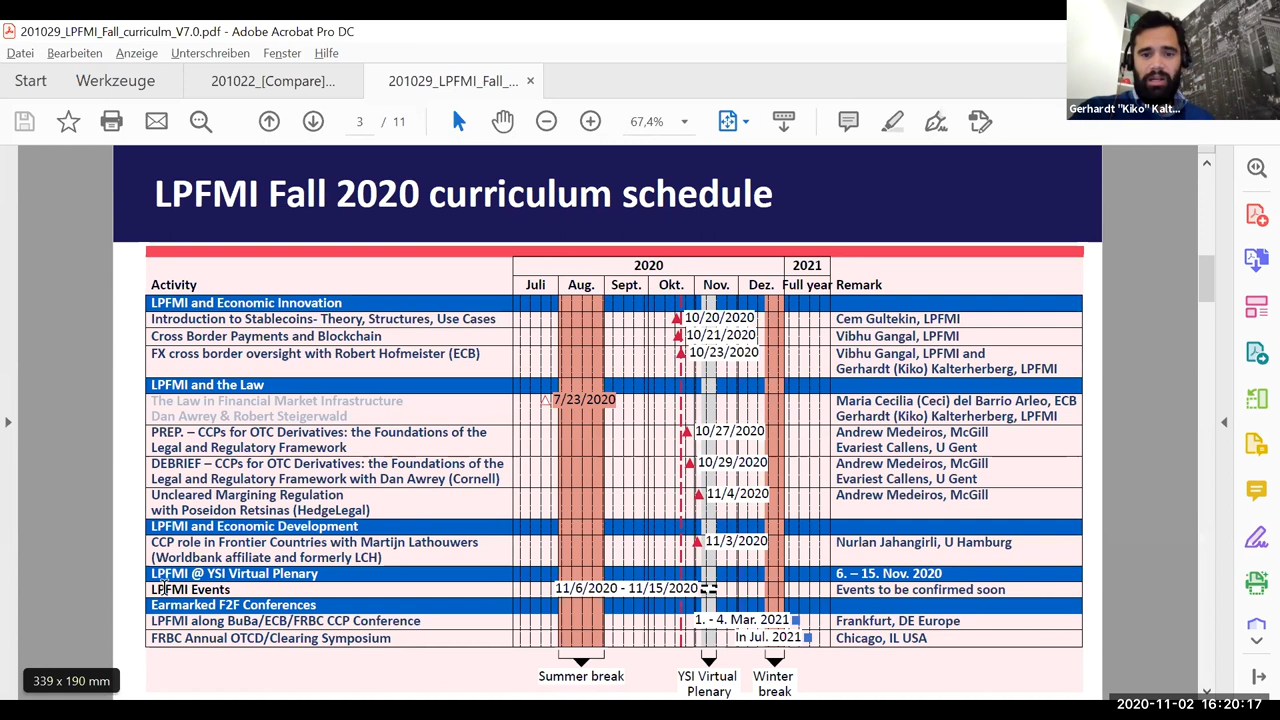 201029_LPFMI_Fall_curriculm_V7.0.pdf - Adobe Acrobat Pro DC
Datei Bearbeiten Anzeige Unterschreiben Fenster Hilfe
Start Werkzeuge 201022_[Compare]... 201029_LPFMI_Fall_... ×
Gerhardt "Kiko" Kalt...
3 / 11 67,4%
LPFMI Fall 2020 curriculum schedule
2020 2021
Activity Juli Aug. Sept. Okt. Nov. Dez. Full year Remark
LPFMI and Economic Innovation
Introduction to Stablecoins- Theory, Structures, Use Cases 10/20/2020 Cem Gultekin, LPFMI
Cross Border Payments and Blockchain 10/21/2020 Vibhu Gangal, LPFMI
FX cross border oversight with Robert Hofmeister (ECB) 10/23/2020 Vibhu Gangal, LPFMI and
Gerhardt (Kiko) Kalterherberg, LPFMI
LPFMI and the Law
The Law in Financial Market Infrastructure 7/23/2020 Maria Cecilia (Ceci) del Barrio Arleo, ECB
Dan Awrey & Robert Steigerwald Gerhardt (Kiko) Kalterherberg, LPFMI
PREP. – CCPs for OTC Derivatives: the Foundations of the 10/27/2020 Andrew Medeiros, McGill
Legal and Regulatory Framework Evariest Callens, U Gent
DEBRIEF – CCPs for OTC Derivatives: the Foundations of the 10/29/2020 Andrew Medeiros, McGill
Legal and Regulatory Framework with Dan Awrey (Cornell) Evariest Callens, U Gent
Uncleared Margining Regulation 11/4/2020 Andrew Medeiros, McGill
with Poseidon Retsinas (HedgeLegal)
LPFMI and Economic Development
CCP role in Frontier Countries with Martijn Lathouwers 11/3/2020 Nurlan Jahangirli, U Hamburg
(Worldbank affiliate and formerly LCH)
LPFMI @ YSI Virtual Plenary 6. – 15. Nov. 2020
LPFMI Events 11/6/2020 - 11/15/2020 Events to be confirmed soon
Earmarked F2F Conferences
LPFMI along BuBa/ECB/FRBC CCP Conference 1. - 4. Mar. 2021 Frankfurt, DE Europe
FRBC Annual OTCD/Clearing Symposium In Jul. 2021 Chicago, IL USA
Summer break YSI Virtual Winter
Plenary break
339 x 190 mm
2020-11-02 16:20:17